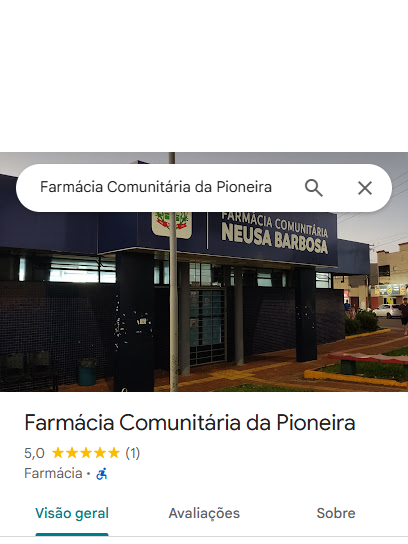 Farmácia Comunitária da Pioneira
FARMÁCIA COMUNITÁRIA
NEUSA BARBOSA
Farmácia Comunitária da Pioneira
5,0 ★★★★★ (1)
Farmácia ·
Visão geral
Avaliações
Sobre